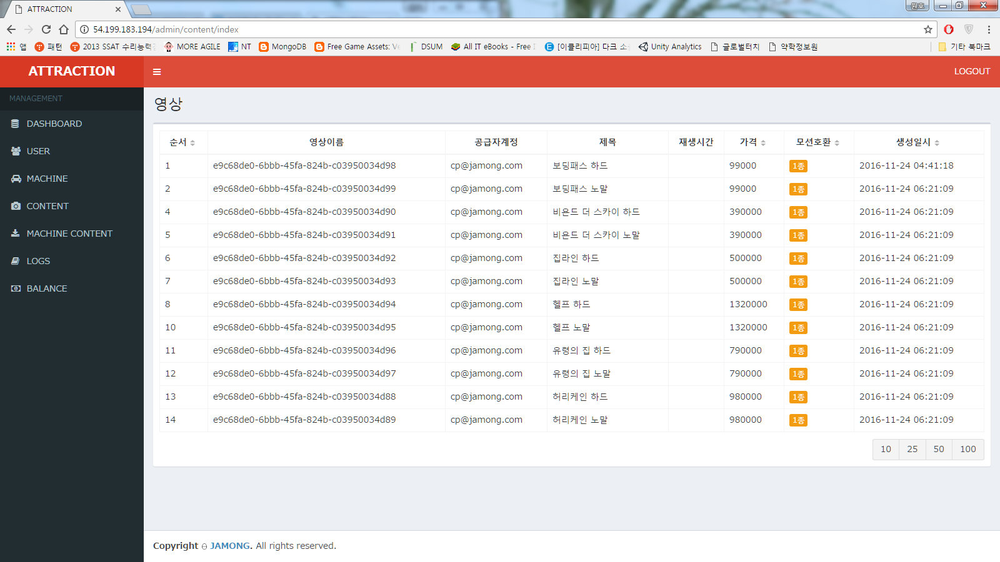 ATTRACTION
원호
54.199.183.194/admin/content/index
앱 패턴 2013 SSAT 수리능력 MORE AGILE NT MongoDB Free Game Assets: Ve DSUM All IT eBooks - Free I [이클리피아] 다크 소울 Unity Analytics 글로벌터치 약학정보원 기타 북마크
ATTRACTION LOGOUT
MANAGEMENT
DASHBOARD
USER
MACHINE
CONTENT
MACHINE CONTENT
LOGS
BALANCE
영상
순서 영상이름 공급자계정 제목 재생시간 가격 모션호환 생성일시
1 e9c68de0-6bbb-45fa-824b-c03950034d98 cp@jamong.com 보딩패스 하드 99000 1종 2016-11-24 04:41:18
2 e9c68de0-6bbb-45fa-824b-c03950034d99 cp@jamong.com 보딩패스 노말 99000 1종 2016-11-24 06:21:09
4 e9c68de0-6bbb-45fa-824b-c03950034d90 cp@jamong.com 비욘드 더 스카이 하드 390000 1종 2016-11-24 06:21:09
5 e9c68de0-6bbb-45fa-824b-c03950034d91 cp@jamong.com 비욘드 더 스카이 노말 390000 1종 2016-11-24 06:21:09
6 e9c68de0-6bbb-45fa-824b-c03950034d92 cp@jamong.com 집라인 하드 500000 1종 2016-11-24 06:21:09
7 e9c68de0-6bbb-45fa-824b-c03950034d93 cp@jamong.com 집라인 노말 500000 1종 2016-11-24 06:21:09
8 e9c68de0-6bbb-45fa-824b-c03950034d94 cp@jamong.com 헬프 하드 1320000 1종 2016-11-24 06:21:09
10 e9c68de0-6bbb-45fa-824b-c03950034d95 cp@jamong.com 헬프 노말 1320000 1종 2016-11-24 06:21:09
11 e9c68de0-6bbb-45fa-824b-c03950034d96 cp@jamong.com 유령의 집 하드 790000 1종 2016-11-24 06:21:09
12 e9c68de0-6bbb-45fa-824b-c03950034d97 cp@jamong.com 유령의 집 노말 790000 1종 2016-11-24 06:21:09
13 e9c68de0-6bbb-45fa-824b-c03950034d88 cp@jamong.com 허리케인 하드 980000 1종 2016-11-24 06:21:09
14 e9c68de0-6bbb-45fa-824b-c03950034d89 cp@jamong.com 허리케인 노말 980000 1종 2016-11-24 06:21:09
10 25 50 100
Copyright © JAMONG. All rights reserved.